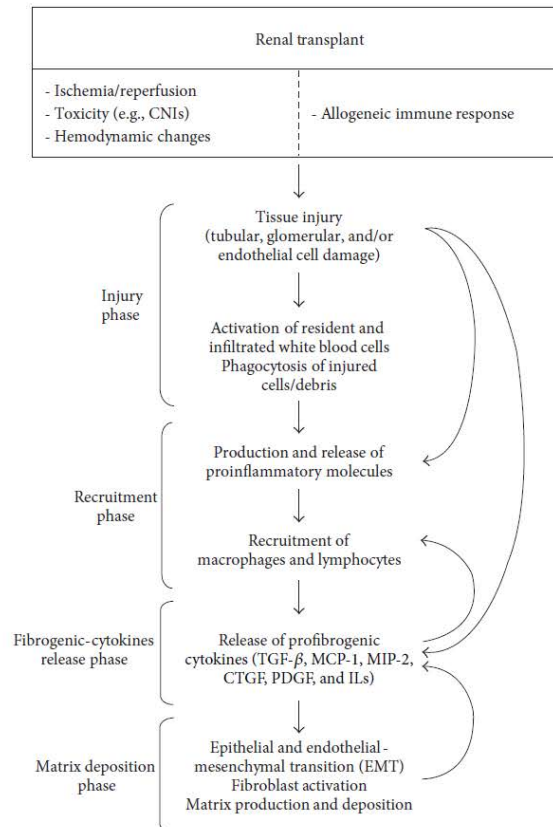 Renal transplant
- Ischemia/reperfusion
- Toxicity (e.g., CNIs)
- Hemodynamic changes
- Allogeneic immune response
Tissue injury
(tubular, glomerular, and/or
endothelial cell damage)
Injury
phase
Activation of resident and
infiltrated white blood cells
Phagocytosis of injured
cells/debris
Production and release of
proinflammatory molecules
Recruitment
phase
Recruitment of
macrophages and lymphocytes
Fibrogenic-cytokines
release phase
Release of profibrogenic
cytokines (TGF-β, MCP-1, MIP-2,
CTGF, PDGF, and ILs)
Matrix deposition
phase
Epithelial and endothelial-
mesenchymal transition (EMT)
Fibroblast activation
Matrix production and deposition